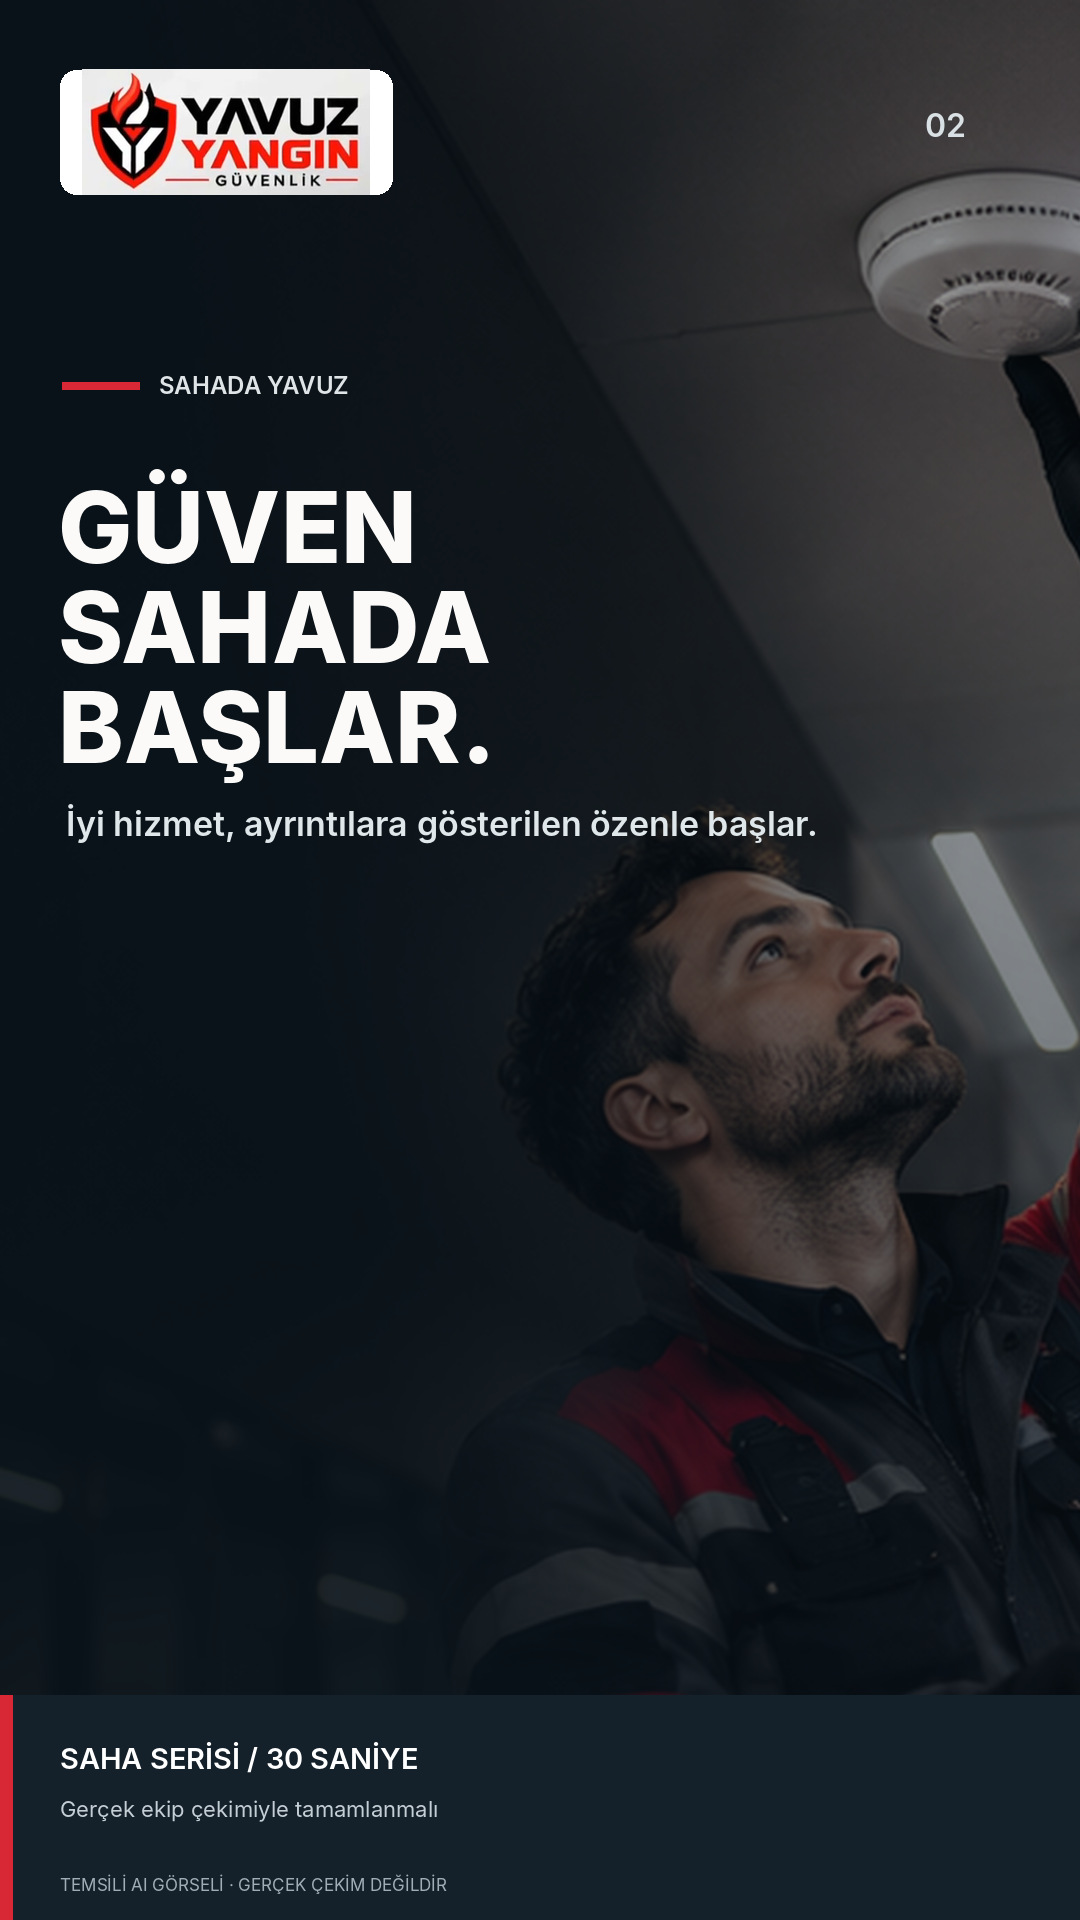 YAVUZ
YANGIN
GÜVENLİK
02
SAHADA YAVUZ
GÜVEN
SAHADA
BAŞLAR.
İyi hizmet, ayrıntılara gösterilen özenle başlar.
SAHA SERİSİ / 30 SANİYE
Gerçek ekip çekimiyle tamamlanmalı
TEMSİLİ AI GÖRSELİ · GERÇEK ÇEKİM DEĞİLDİR